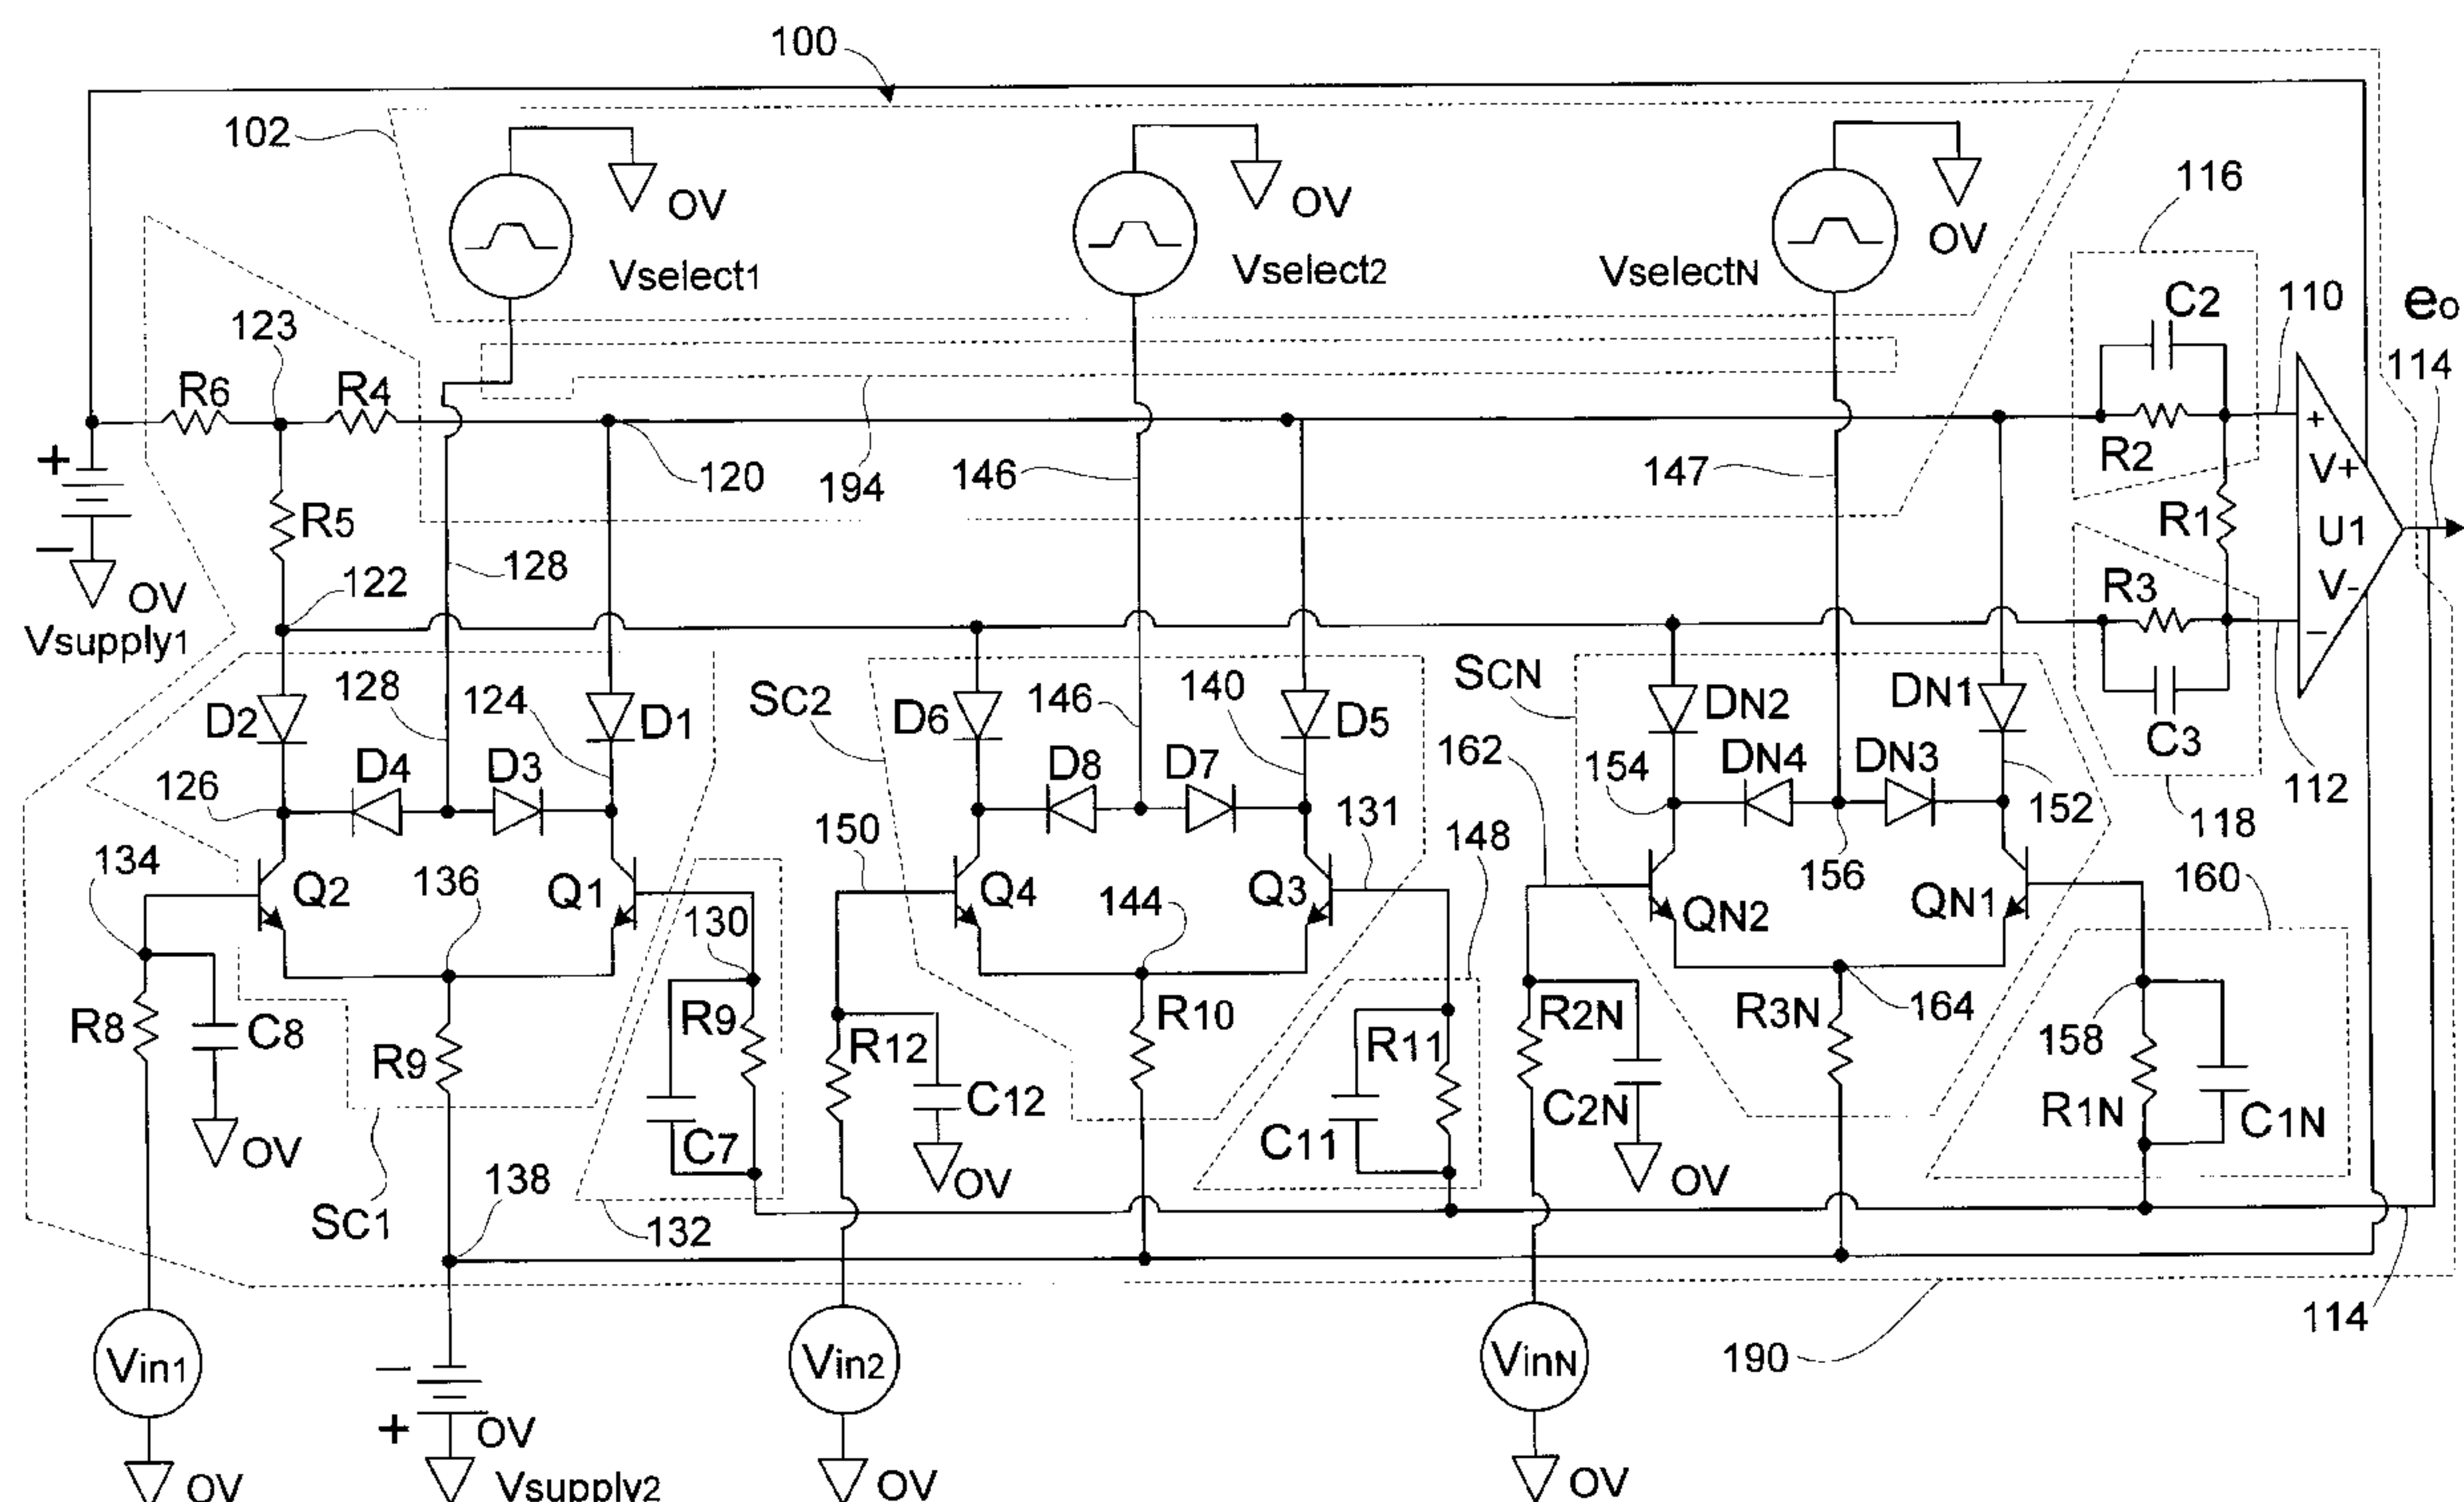 100
102
OV
Vselect1
OV
Vselect2
OV
VselectN
116
C2
110
eo
114
123
R6
R4
120
194
146
147
R2
+
V+
U1
V-
−
R1
+
−
OV
Vsupply1
R5
122
128
R3
C3
118
112
SC2
SCN
128
124
D2
D1
D4
D3
126
146
140
D6
D5
D8
D7
131
148
162
154
DN2
DN1
DN4
DN3
152
156
160
134
Q2
136
Q1
130
150
Q4
144
Q3
QN2
QN1
R8
C8
OV
R9
R9
C7
R12
C12
OV
R10
R11
C11
R2N
C2N
OV
R3N
164
158
R1N
C1N
SC1
138
132
114
190
Vin1
OV
−
+
OV
Vsupply2
Vin2
OV
VinN
OV